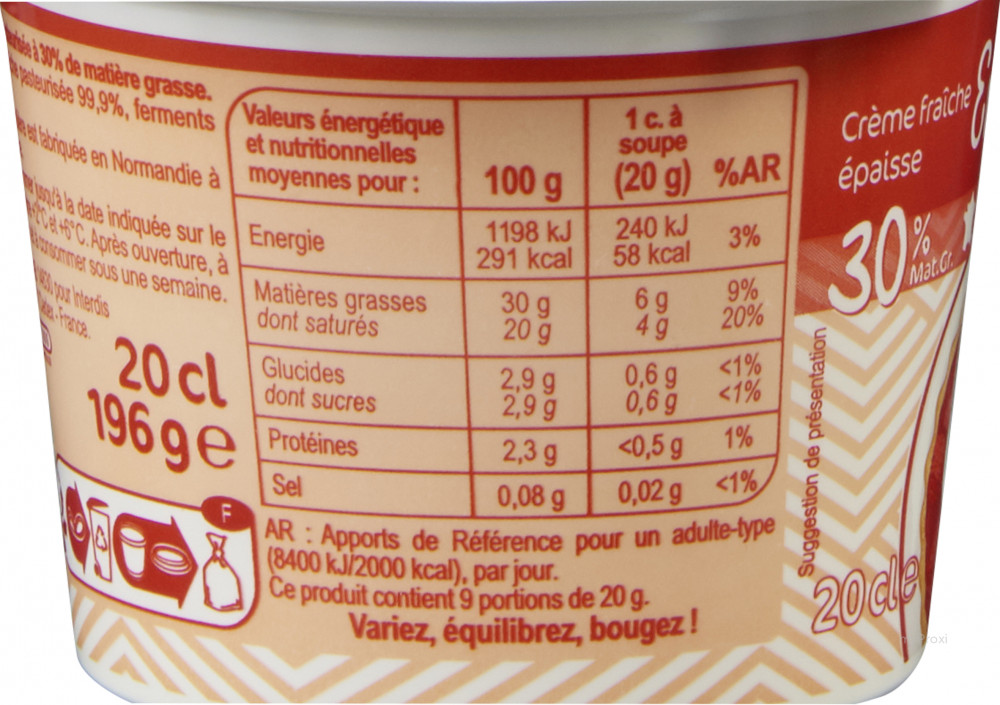 à 30% de matière grasse.
pasteurisée 99,9%, ferments
est fabriquée en Normandie à
jusqu'à la date indiquée sur le
+2°C et +6°C. Après ouverture, à
consommer sous une semaine.
pour Interdis
- France.
20 cl
196 g e
F
Valeurs énergétique
et nutritionnelles
moyennes pour :
100 g
1 c. à
soupe
(20 g)
%AR
Energie
1198 kJ
291 kcal
240 kJ
58 kcal
3%
Matières grasses
dont saturés
30 g
20 g
6 g
4 g
9%
20%
Glucides
dont sucres
2,9 g
2,9 g
0,6 g
0,6 g
<1%
<1%
Protéines
2,3 g
<0,5 g
1%
Sel
0,08 g
0,02 g
<1%
AR : Apports de Référence pour un adulte-type
(8400 kJ/2000 kcal), par jour.
Ce produit contient 9 portions de 20 g.
Variez, équilibrez, bougez !
Crème fraîche
épaisse
30%
Mat.Gr.
Suggestion de présentation
20 cl e